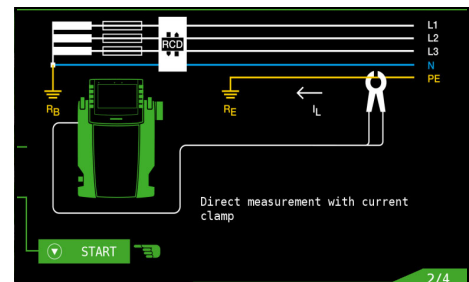 L1
L2
RCD
L3
N
PE
RB
RE
IL
Direct measurement with current
clamp
START
2/4